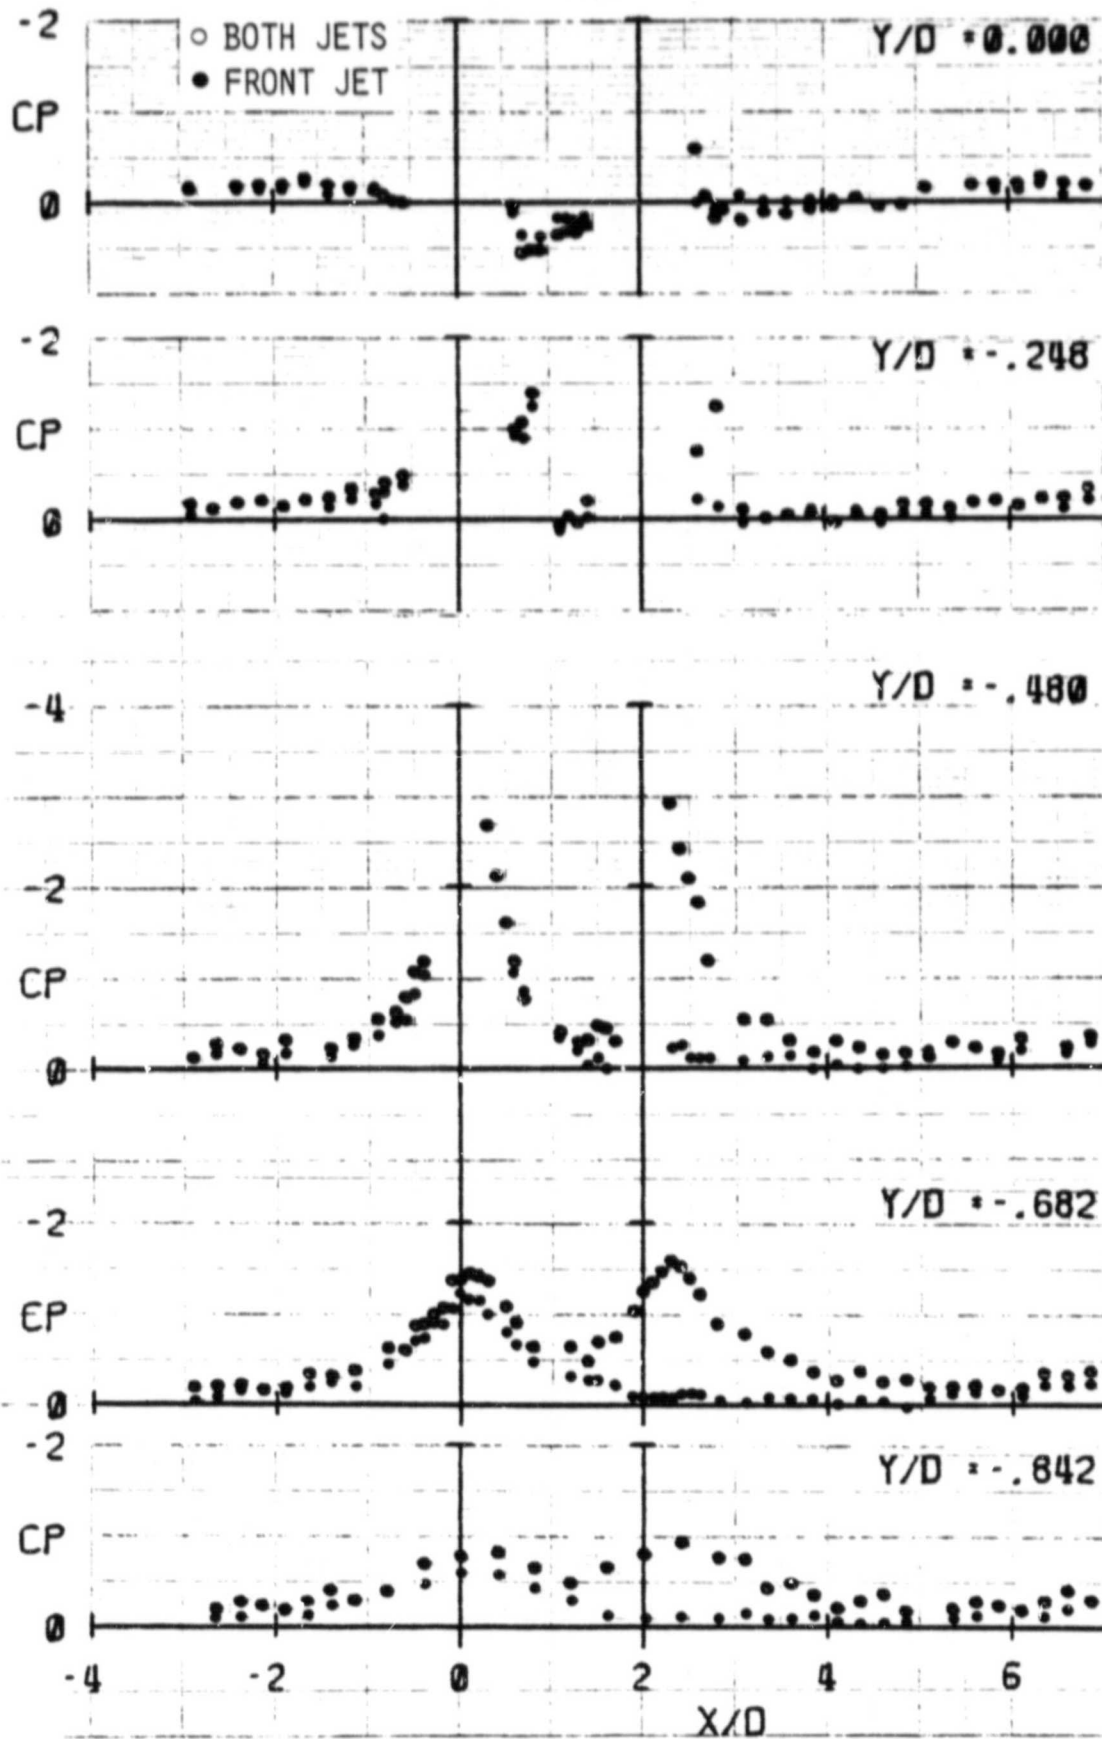 -2
○ BOTH JETS
● FRONT JET
Y/D =0.000
CP
0
-2
Y/D =-.248
CP
0
Y/D =-.480
-4
-2
CP
0
Y/D =-.682
-2
CP
0
-2
Y/D =-.842
CP
0
-4 -2 0 2 4 6
X/D